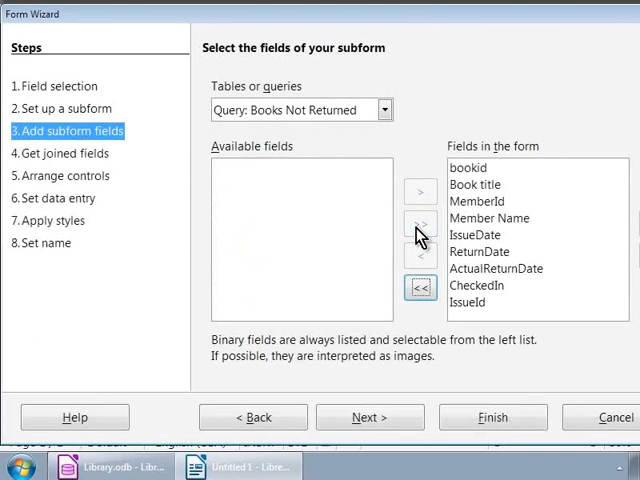 Form Wizard
Steps
1. Field selection
2. Set up a subform
3. Add subform fields
4. Get joined fields
5. Arrange controls
6. Set data entry
7. Apply styles
8. Set name
Select the fields of your subform
Tables or queries
Query: Books Not Returned
Available fields
>
>>
<
<<
Fields in the form
bookid
Book title
MemberId
Member Name
IssueDate
ReturnDate
ActualReturnDate
CheckedIn
IssueId
Binary fields are always listed and selectable from the left list.
If possible, they are interpreted as images.
Help
< Back
Next >
Finish
Cancel
Library.odb - Libr...
Untitled 1 - Libre...